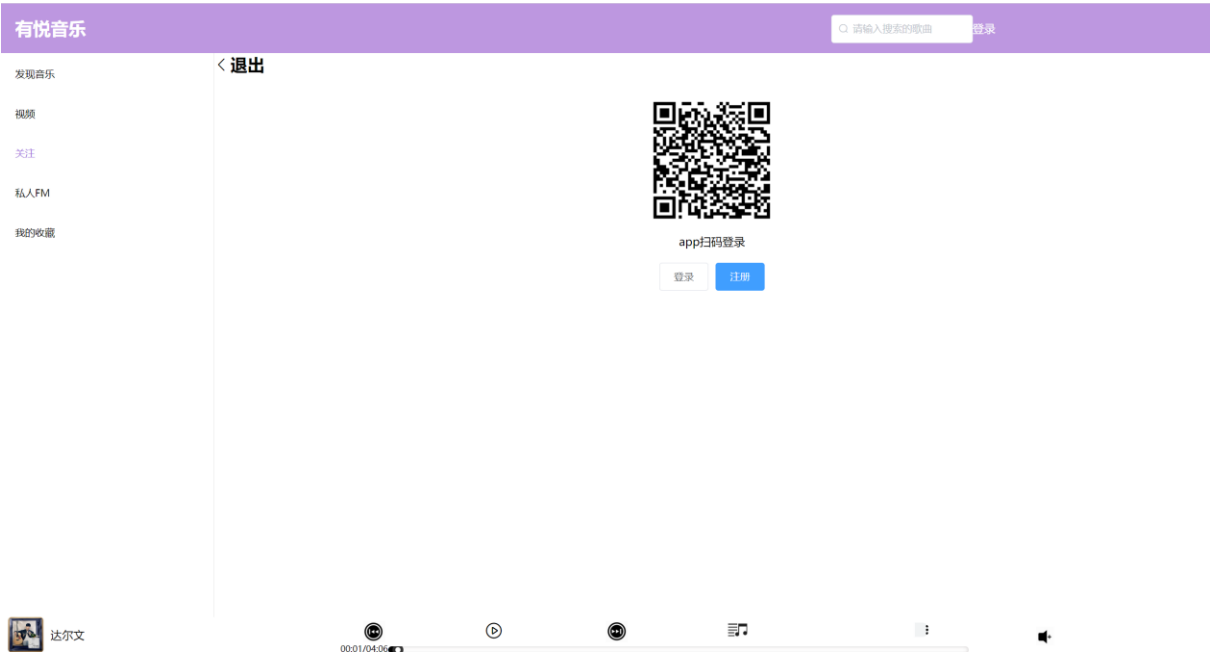 有悦音乐
请输入搜索的歌曲
登录
发现音乐
视频
关注
私人FM
我的收藏
退出
app扫码登录
登录
注册
达尔文
00:01/04:06